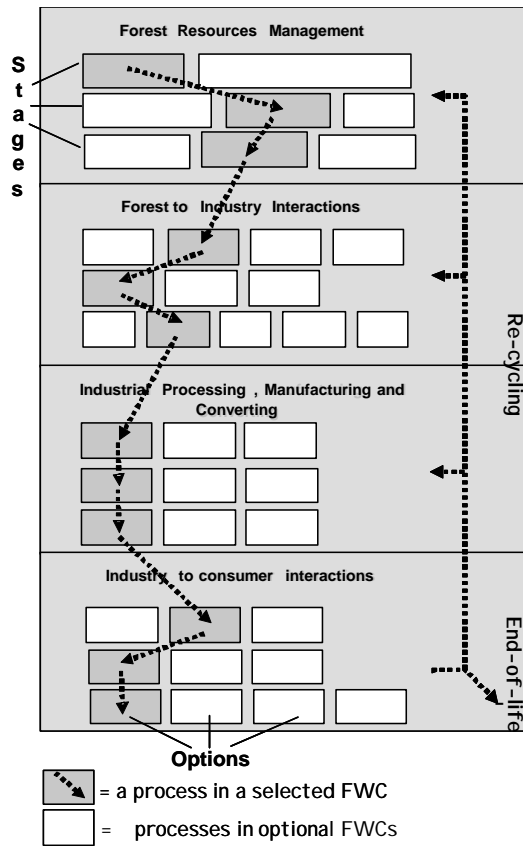 Forest Resources Management
Stages
Forest to Industry Interactions
Re-cycling
Industrial Processing , Manufacturing and
Converting
Industry to consumer interactions
End-of-life
Options
= a process in a selected FWC
= processes in optional FWCs